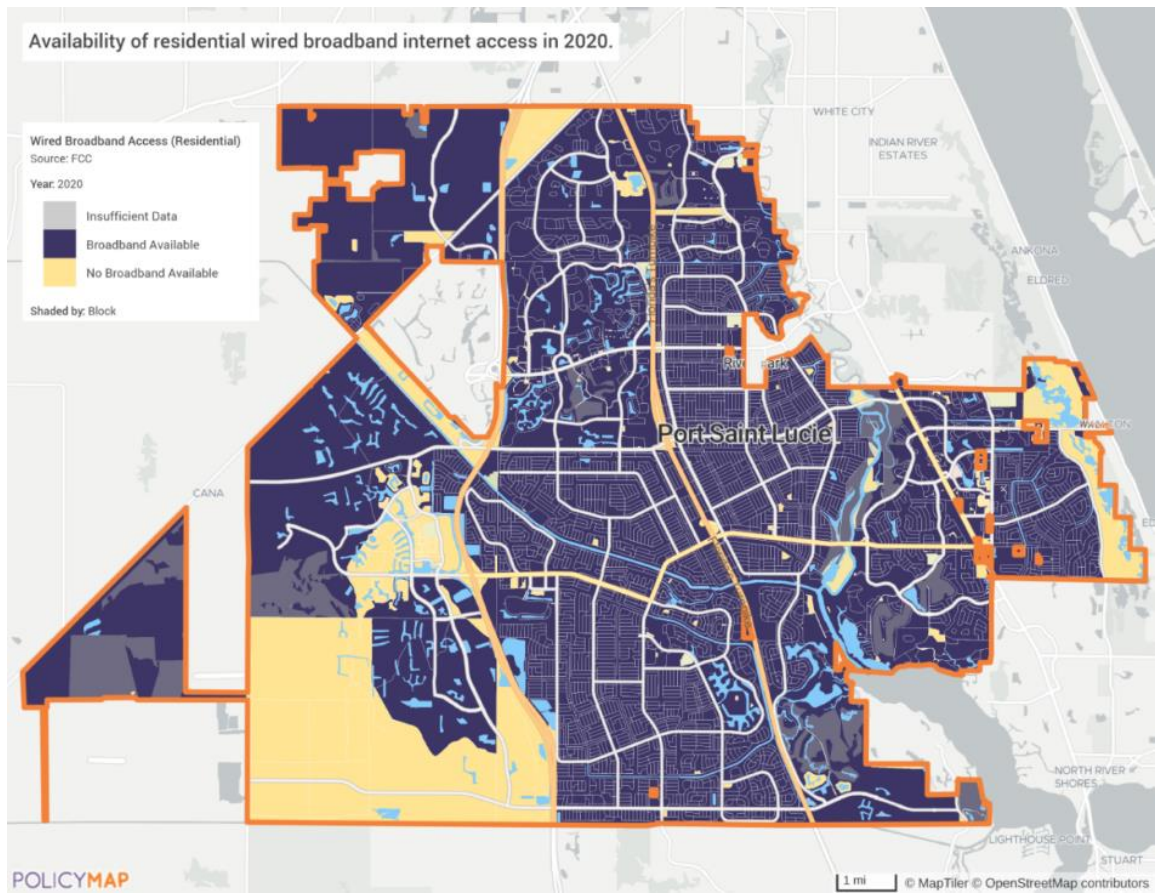 Availability of residential wired broadband internet access in 2020.
Wired Broadband Access (Residential)
Source: FCC
Year: 2020
Insufficient Data
Broadband Available
No Broadband Available
Shaded by: Block
WHITE CITY
INDIAN RIVER
ESTATES
ANKONA
ELDRED
Port Saint Lucie
CANA
NORTH RIVER
SHORES
LIGHTHOUSE POINT
STUART
POLICYMAP
1 mi
© MapTiler © OpenStreetMap contributors